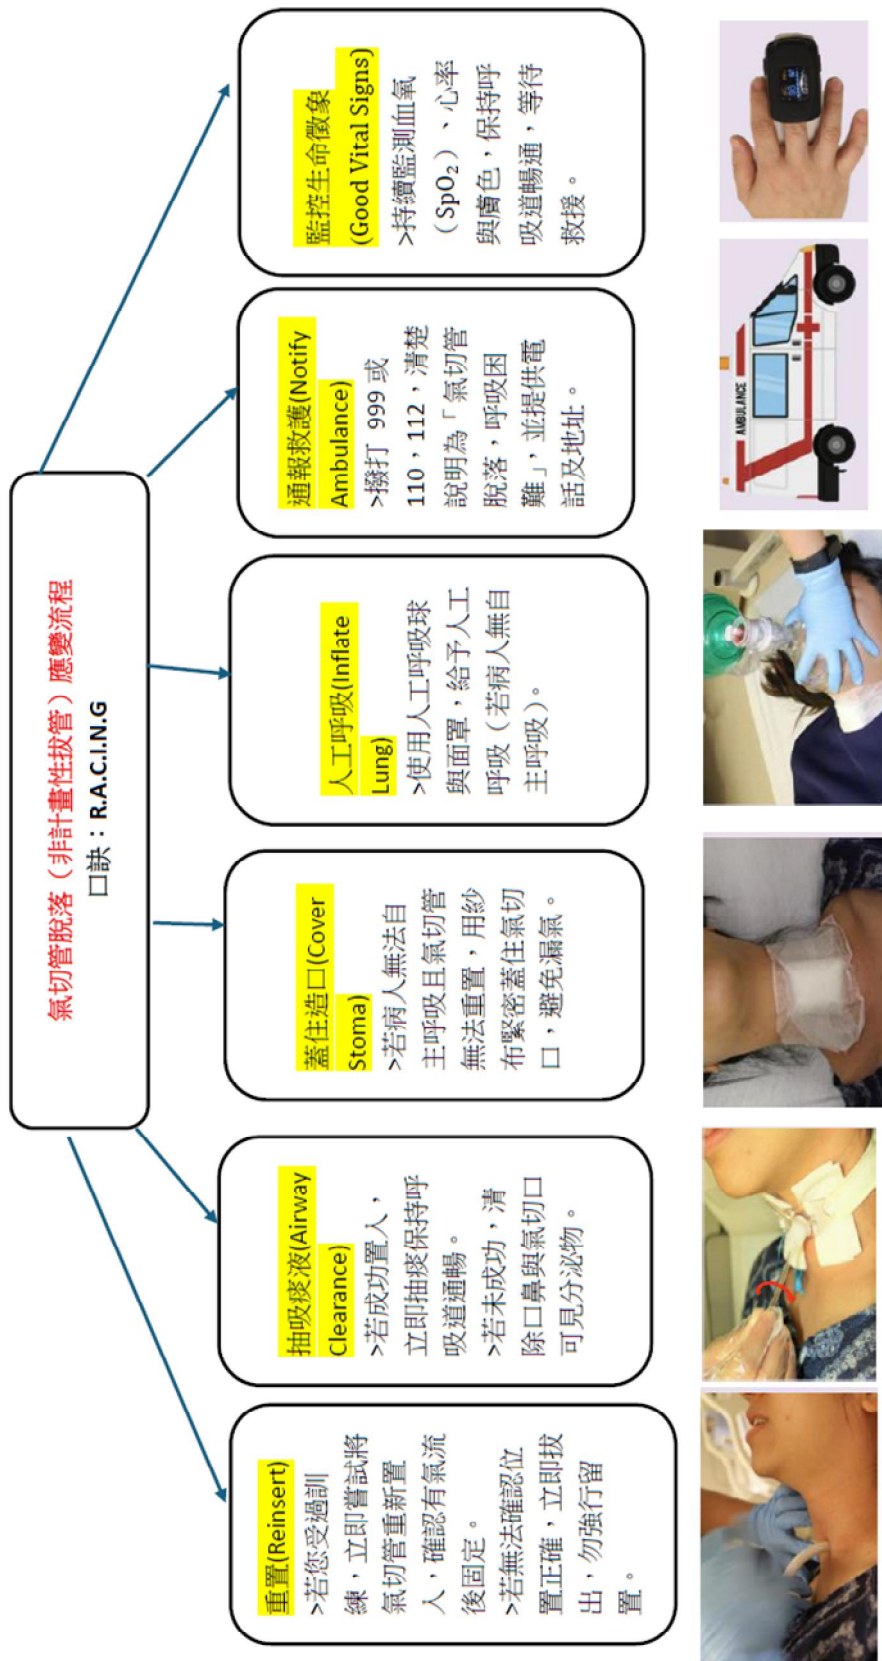 氣切管脫落（非計畫性拔管）應變流程
口訣：R.A.C.I.N.G
重置(Reinsert)
>若您受過訓
練，立即嘗試將
氣切管重新置
入，確認有氣流
後固定。
>若無法確認位
置正確，立即拔
出，勿強行留
置。
抽吸痰液(Airway
Clearance)
>若成功置入，
立即抽痰保持呼
吸道通暢。
>若未成功，清
除口鼻與氣切口
可見分泌物。
蓋住造口(Cover
Stoma)
>若病人無法自
主呼吸且氣切管
無法重置，用紗
布緊密蓋住氣切
口，避免漏氣。
人工呼吸(Inflate
Lung)
>使用人工呼吸球
與面罩，給予人工
呼吸（若病人無自
主呼吸）。
通報救護(Notify
Ambulance)
>撥打 999 或
110，112，清楚
說明為「氣切管
脫落，呼吸困
難」，並提供電
話及地址。
監控生命徵象
(Good Vital Signs)
>持續監測血氧
（SpO₂）、心率
與膚色，保持呼
吸道暢通，等待
救援。
AMBULANCE